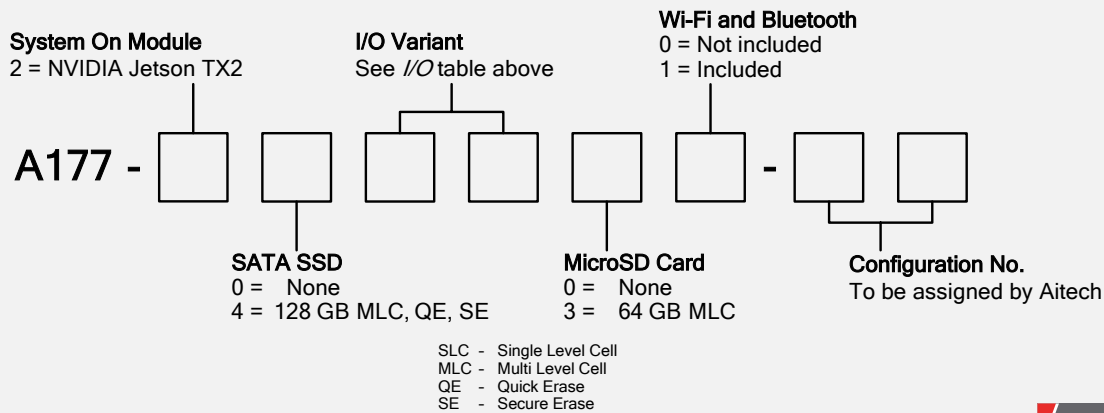 System On Module
2 = NVIDIA Jetson TX2
I/O Variant
See I/O table above
Wi-Fi and Bluetooth
0 = Not included
1 = Included
A177 - -
SATA SSD
0 = None
4 = 128 GB MLC, QE, SE
MicroSD Card
0 = None
3 = 64 GB MLC
Configuration No.
To be assigned by Aitech
SLC - Single Level Cell
MLC - Multi Level Cell
QE - Quick Erase
SE - Secure Erase